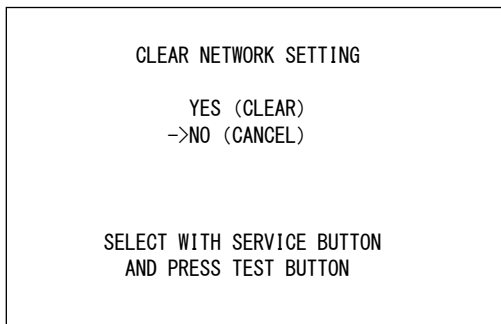 CLEAR NETWORK SETTING
YES (CLEAR)
->NO (CANCEL)
SELECT WITH SERVICE BUTTON
AND PRESS TEST BUTTON